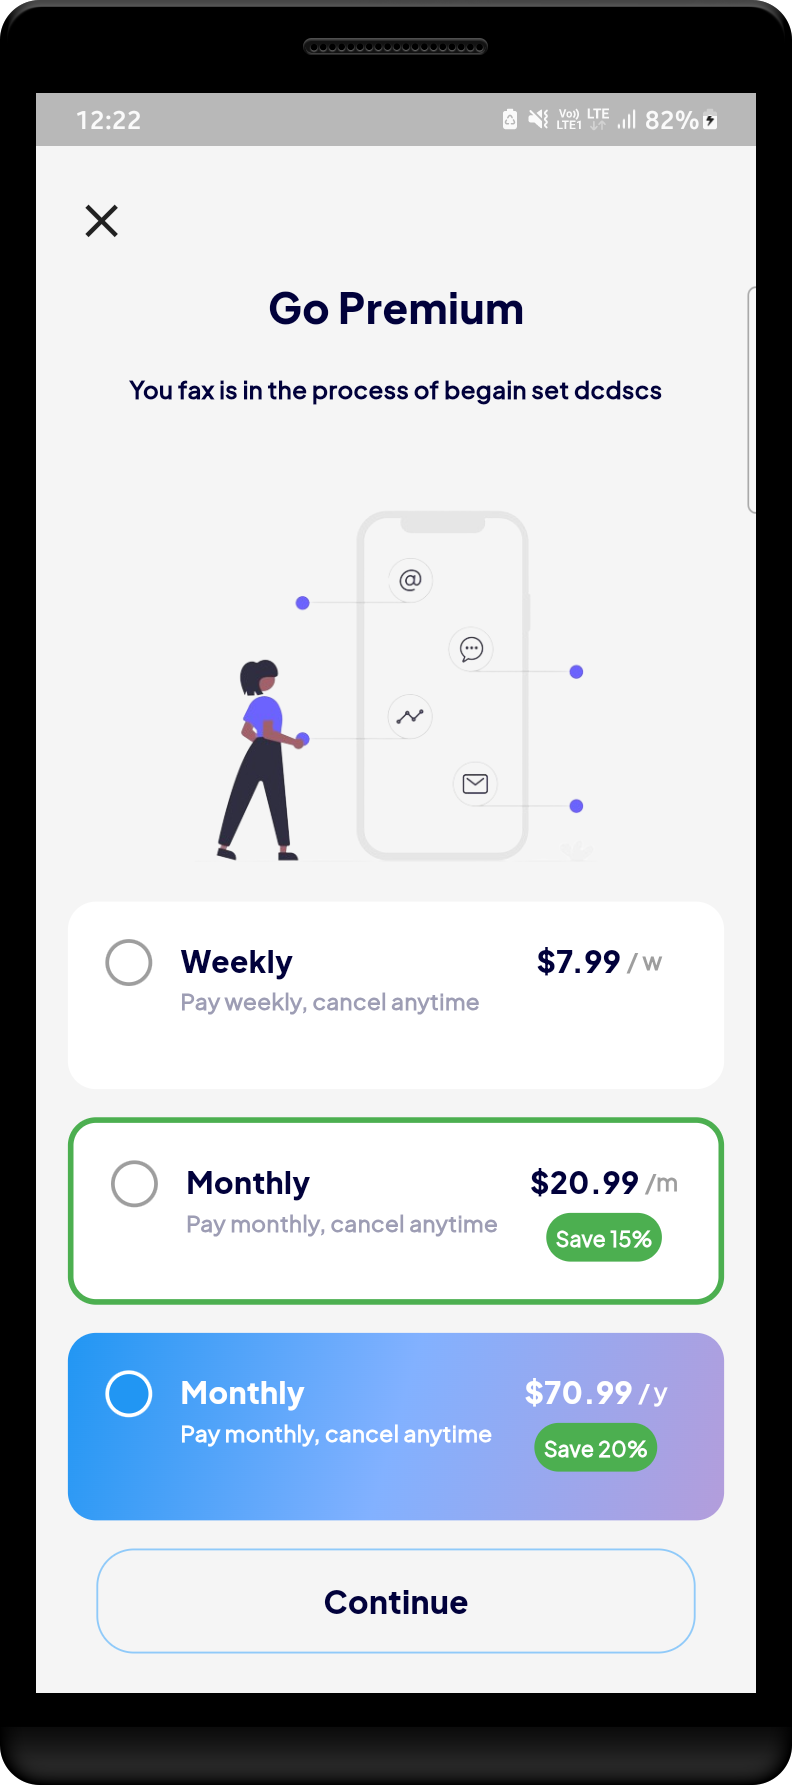 12:22
Vo)) LTE
LTE1
82%
Go Premium
You fax is in the process of begain set dcdscs
@
Weekly
$7.99 / w
Pay weekly, cancel anytime
Monthly
$20.99 /m
Pay monthly, cancel anytime
Save 15%
Monthly
$70.99 / y
Pay monthly, cancel anytime
Save 20%
Continue